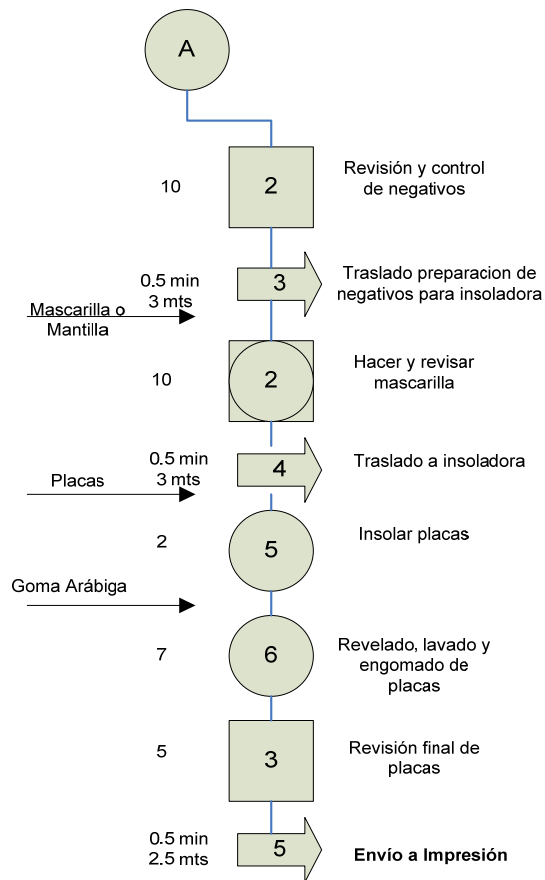 A
10
2
Revisión y control
de negativos
0.5 min
3 mts
3
Traslado preparacion de
negativos para insoladora
Mascarilla o
Mantilla
10
2
Hacer y revisar
mascarilla
0.5 min
3 mts
4
Traslado a insoladora
Placas
2
5
Insolar placas
Goma Arábiga
7
6
Revelado, lavado y
engomado de
placas
5
3
Revisión final de
placas
0.5 min
2.5 mts
5
Envío a Impresión